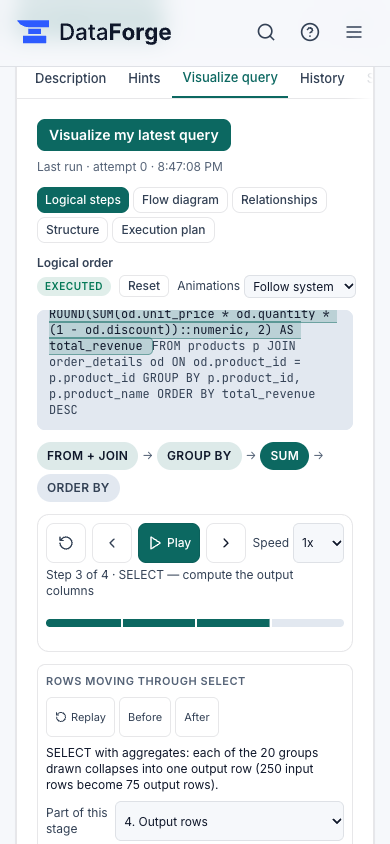 DataForge
Description Hints Visualize query History
Visualize my latest query
Last run · attempt 0 · 8:47:08 PM
Logical steps Flow diagram Relationships
Structure Execution plan
Logical order
EXECUTED Reset Animations Follow system
ROUND(SUM(od.unit_price * od.quantity *
(1 - od.discount))::numeric, 2) AS
total_revenue FROM products p JOIN
order_details od ON od.product_id =
p.product_id GROUP BY p.product_id,
p.product_name ORDER BY total_revenue
DESC
FROM + JOIN → GROUP BY → SUM →
ORDER BY
Play Speed 1x
Step 3 of 4 · SELECT — compute the output
columns
ROWS MOVING THROUGH SELECT
Replay Before After
SELECT with aggregates: each of the 20 groups
drawn collapses into one output row (250 input
rows become 75 output rows).
Part of this
stage
4. Output rows